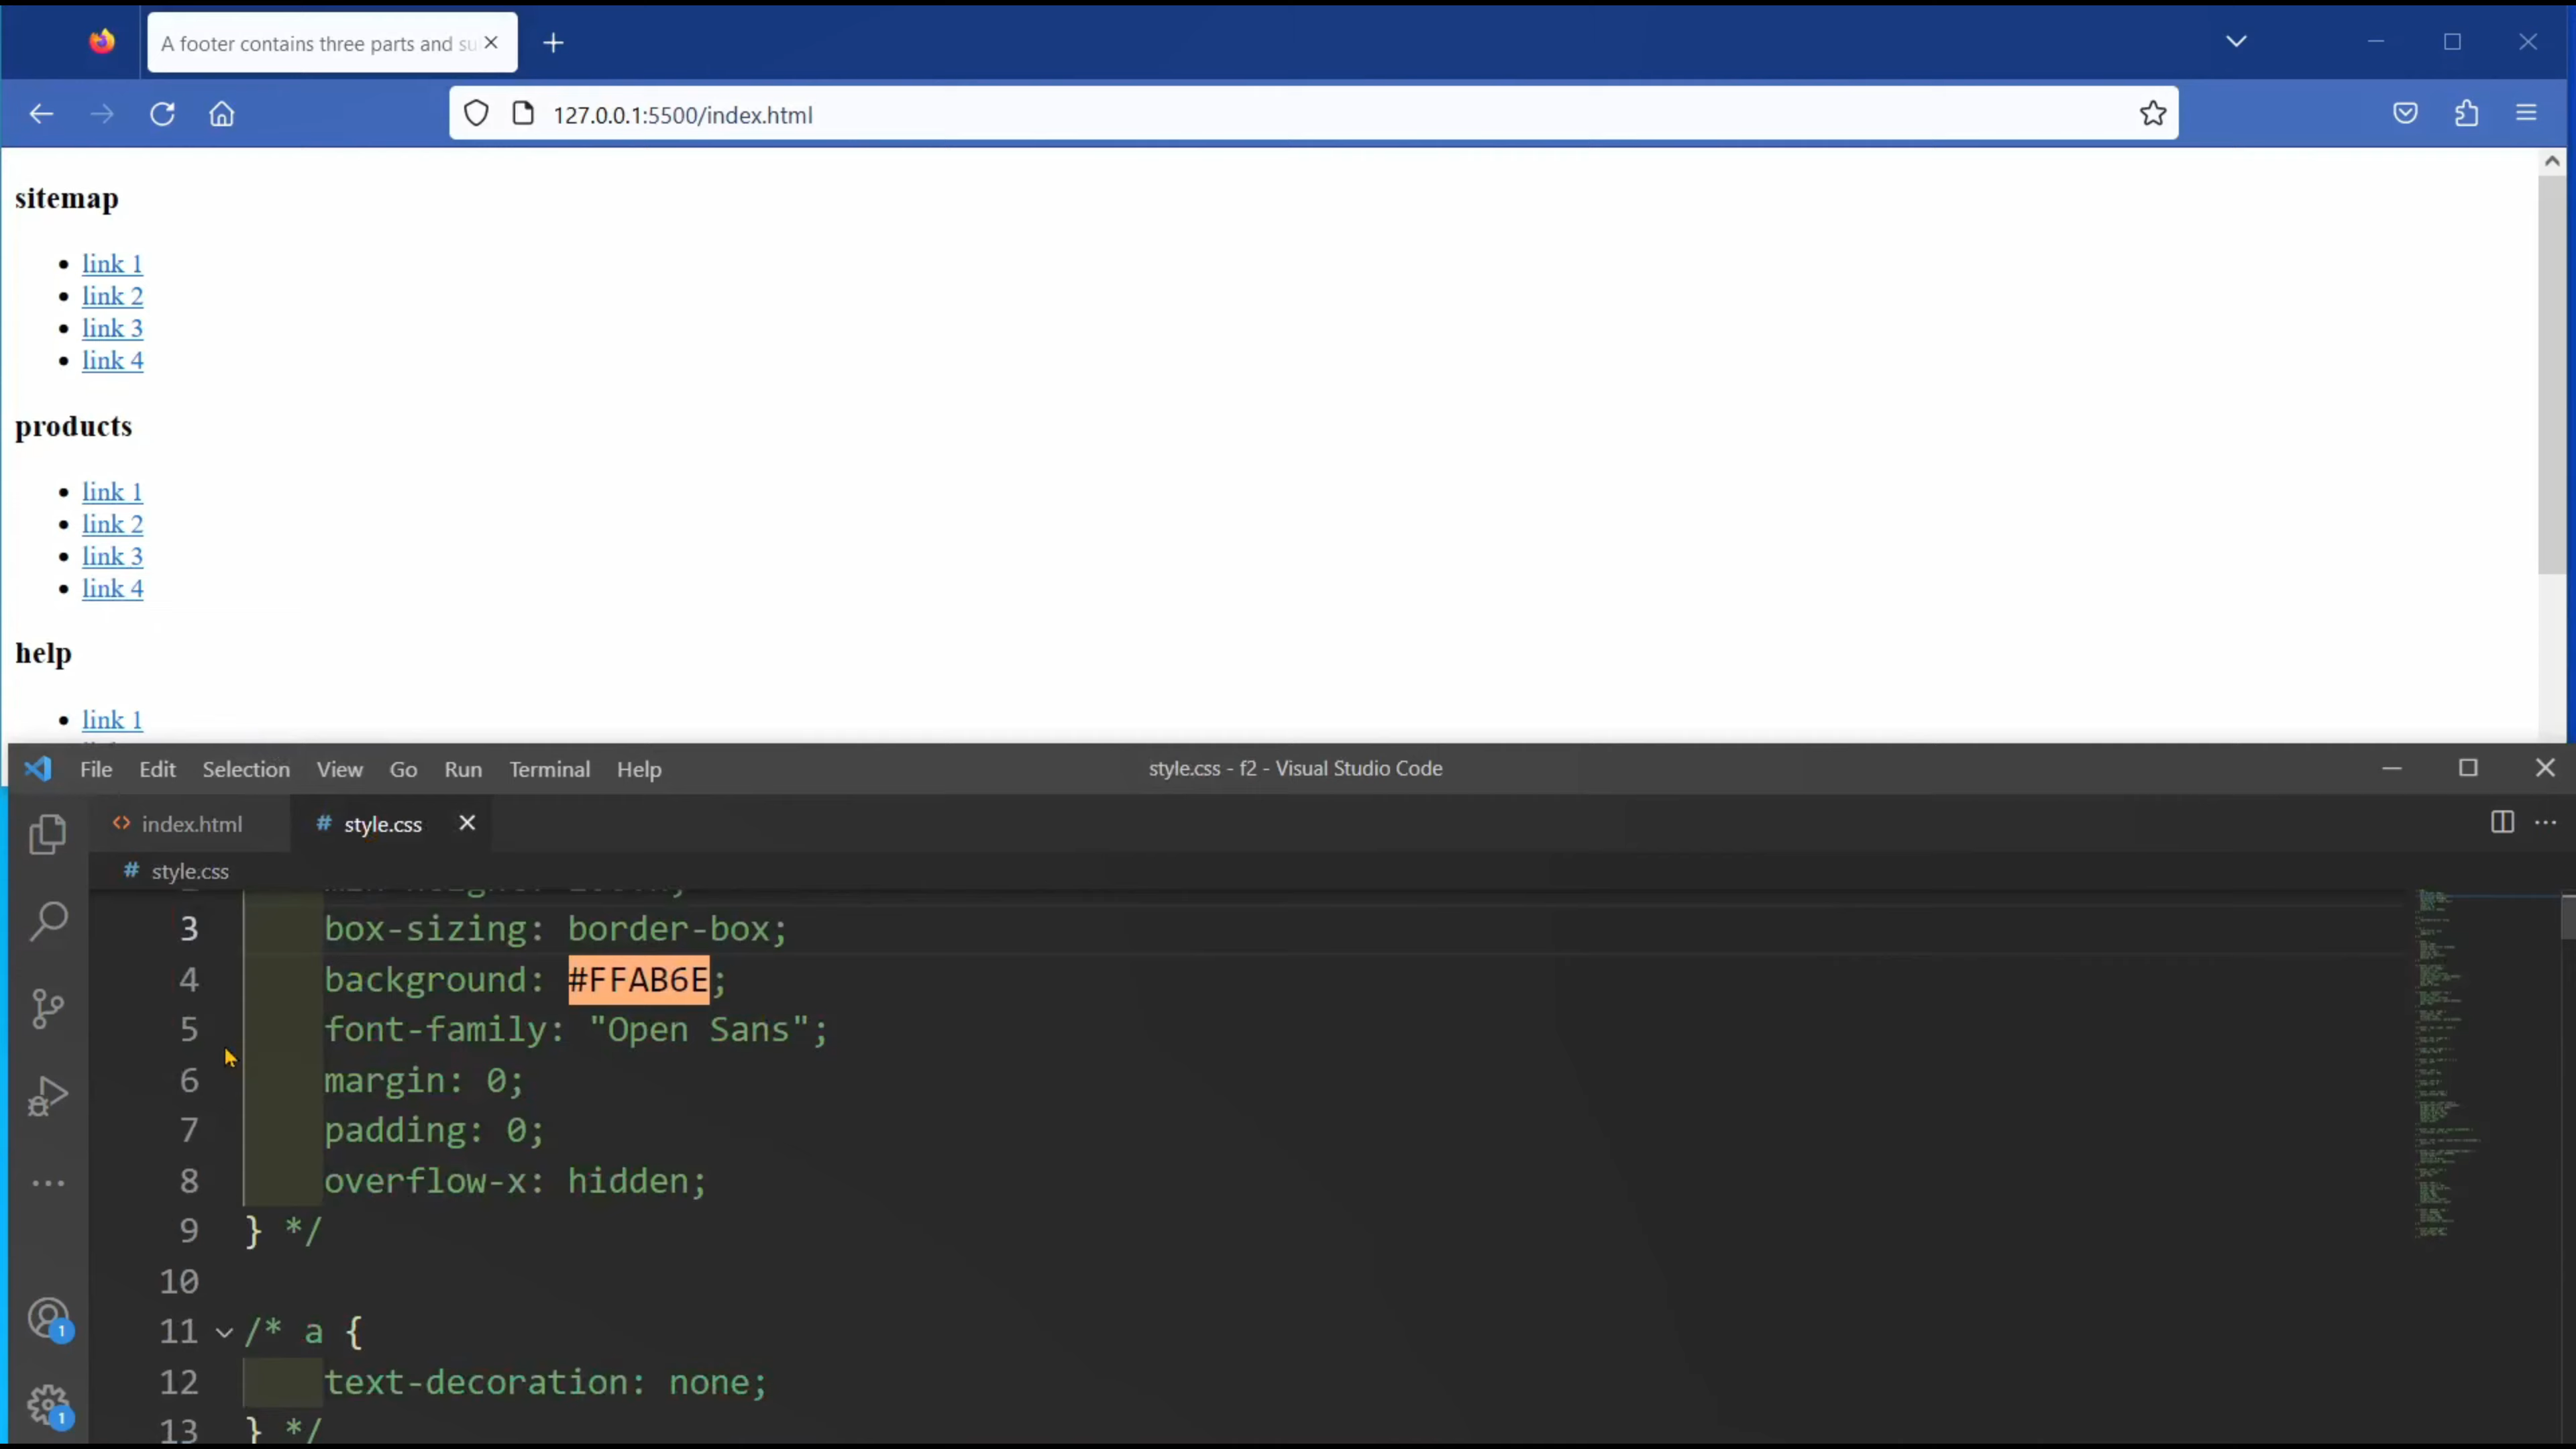 A footer contains three parts and su
127.0.0.1:5500/index.html
sitemap
link 1
link 2
link 3
link 4
products
link 1
link 2
link 3
link 4
help
link 1
File Edit Selection View Go Run Terminal Help
style.css - f2 - Visual Studio Code
index.html
# style.css
# style.css
3 box-sizing: border-box;
4 background: #FFAB6E;
5 font-family: "Open Sans";
6 margin: 0;
7 padding: 0;
8 overflow-x: hidden;
9 } */
10
11 /* a {
12 text-decoration: none;
13 } */
1
1